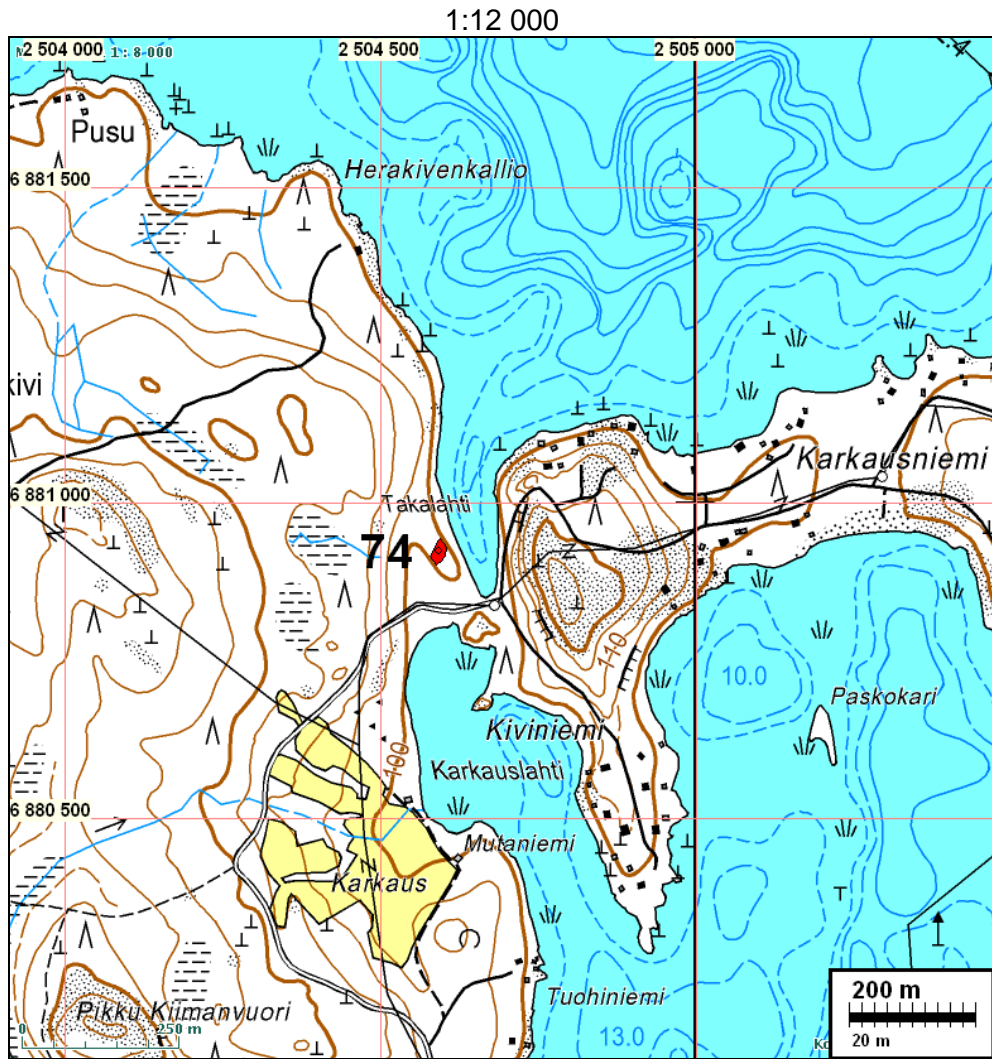 1:12 000
2 504 000
2 504 500
2 505 000
1:8 000
Pusu
Herakivenkallio
6 881 500
kivi
Karkausniemi
6 881 000
Takalahti
74
110
10.0
Paskokari
Kiviniemi
Karkauslahti
100
6 880 500
Mutaniemi
Karkaus
Tuohiniemi
200 m
20 m
Pikku Kiimanvuori
0
250 m
13.0